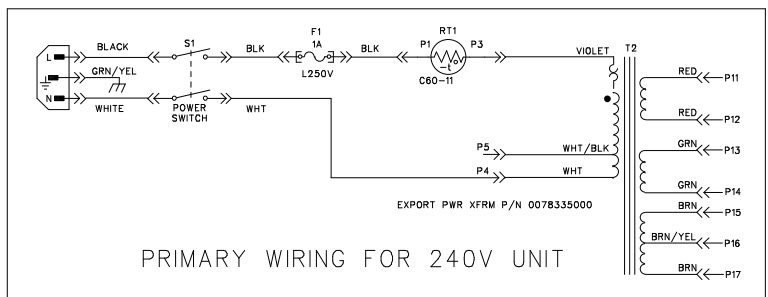 F1
S1 1A RT1
L BLACK BLK BLK P1 P3 VIOLET T2
GRN/YEL L250V -t° RED P11
C60-11
N WHITE POWER SWITCH WHT RED P12
P5 WHT/BLK GRN P13
P4 WHT
GRN P14
EXPORT PWR XFRM P/N 0078335000 BRN P15
BRN/YEL P16
PRIMARY WIRING FOR 240V UNIT
BRN P17